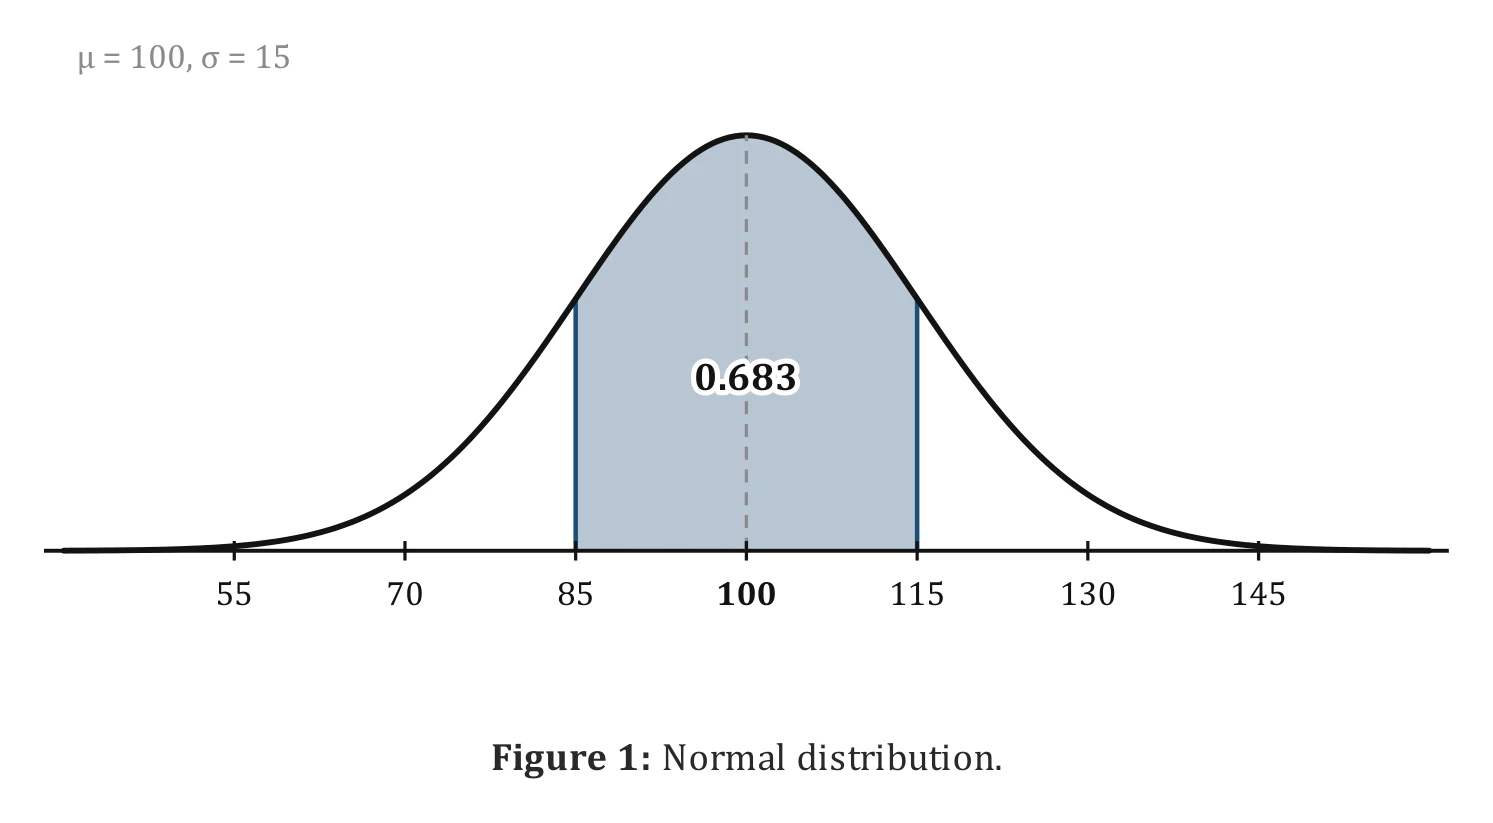 μ = 100, σ = 15
0.683
55 70 85 100 115 130 145
Figure 1: Normal distribution.